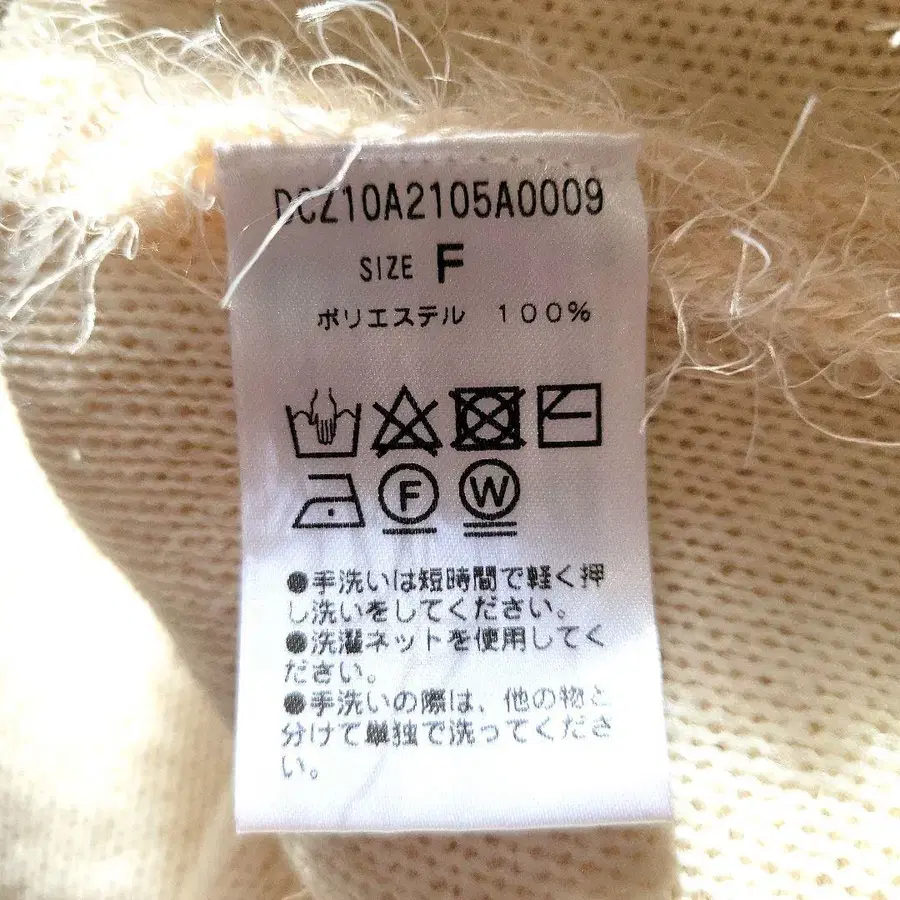 DCZ10A2105A0009
SIZE F
ポリエステル 100%
F W
●手洗いは短時間で軽く押
し洗いをしてください。
●洗濯ネットを使用してく
ださい。
●手洗いの際は、他の物と
分けて単独で洗ってくださ
い。